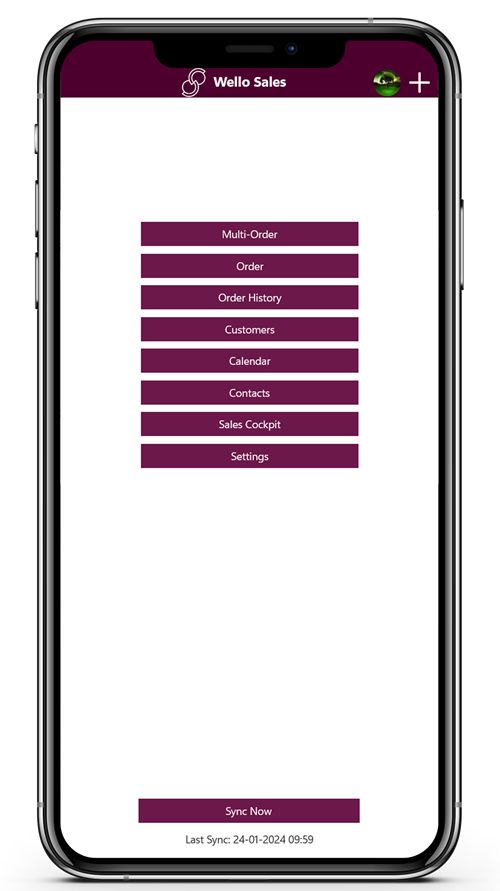 Wello Sales
Multi-Order
Order
Order History
Customers
Calendar
Contacts
Sales Cockpit
Settings
Sync Now
Last Sync: 24-01-2024 09:59